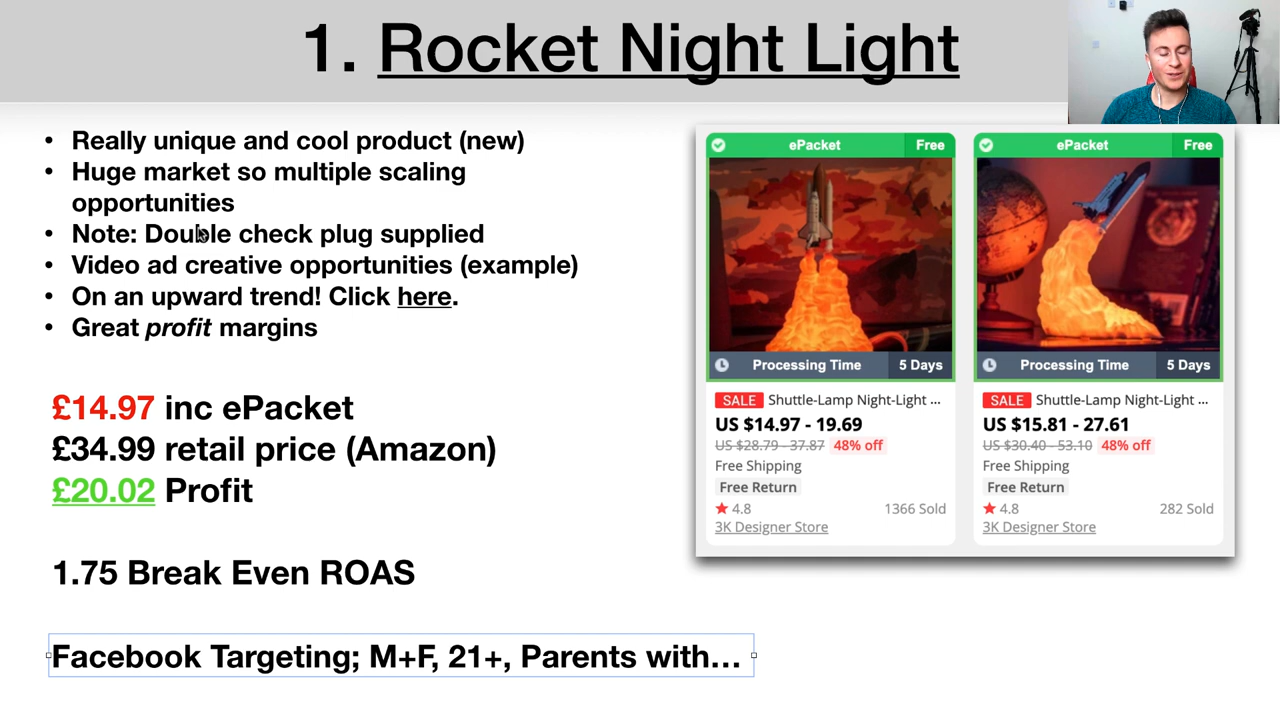 1. Rocket Night Light
• Really unique and cool product (new)
• Huge market so multiple scaling
opportunities
• Note: Double check plug supplied
• Video ad creative opportunities (example)
• On an upward trend! Click here.
• Great profit margins
£14.97 inc ePacket
£34.99 retail price (Amazon)
£20.02 Profit
1.75 Break Even ROAS
Facebook Targeting; M+F, 21+, Parents with…
ePacket Free
Processing Time 5 Days
SALE Shuttle-Lamp Night-Light ...
US $14.97 - 19.69
US $28.79 - 37.87 48% off
Free Shipping
Free Return
4.8 1366 Sold
3K Designer Store
ePacket Free
Processing Time 5 Days
SALE Shuttle-Lamp Night-Light ...
US $15.81 - 27.61
US $30.40 - 53.10 48% off
Free Shipping
Free Return
4.8 282 Sold
3K Designer Store